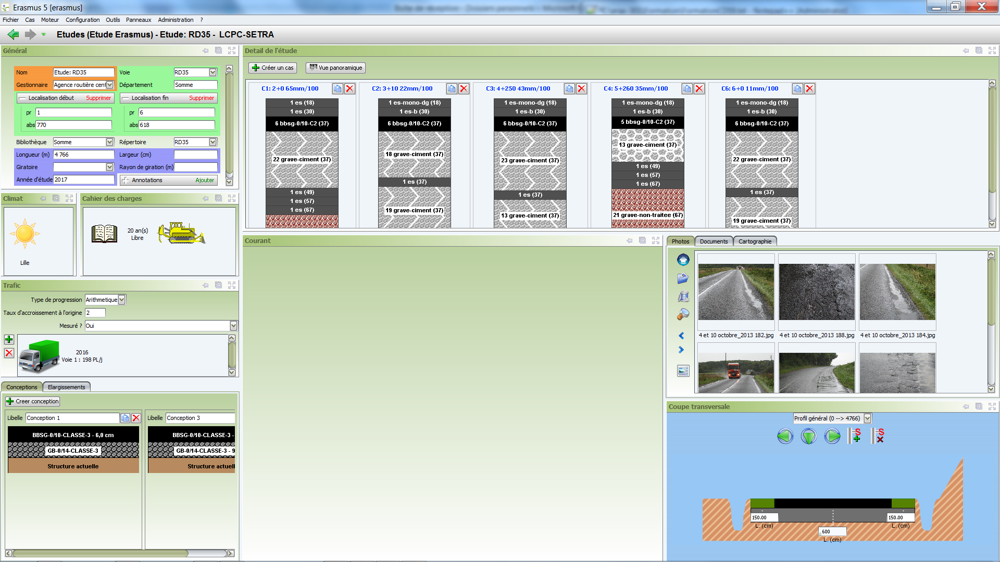 Erasmus 5 [erasmus]
Fichier Cas Moteur Configuration Outils Panneaux Administration ?
Etudes (Etude Erasmus) - Etude: RD35 - LCPC-SETRA
Général
Nom Etude: RD35 Voie RD35
Gestionnaire Agence routière cent Département Somme
Localisation début Supprimer Localisation fin Supprimer
pr 1 pr 6
abs 770 abs 618
Bibliothèque Somme Répertoire RD35
Longueur (m) 4 766 Largeur (cm)
Giratoire Rayon de giration (m)
Année d'étude 2017 Annotations Ajouter
Climat
Lille
Cahier des charges
20 an(s)
Libre
Trafic
Type de progression Arithmetique
Taux d'accroissement à l'origine 2
Mesuré ? Oui
2016
Voie 1 : 198 PL/j
Conceptions Elargissements
Creer conception
Libelle Conception 1
BBSG-0/10-CLASSE-3 - 6,0 cm
GB-0/14-CLASSE-3
Structure actuelle
Libelle Conception 3
BBSG-0/10-CLASSE-3 -
GB-0/14-CLASSE-3 - 9
Structure actuell
Detail de l'étude
Créer un cas Vue panoramique
C1: 2+0 65mm/100
1 es (18)
1 es (30)
6 bbsg-0/10-C2 (37)
22 grave-ciment (37)
1 es (49)
1 es (57)
1 es (67)
C2: 3+10 22mm/100
1 es-mono-dg (18)
1 es-b (30)
6 bbsg-0/10-C2 (37)
18 grave-ciment (37)
1 es (37)
19 grave-ciment (37)
C3: 4+250 43mm/100
1 es-mono-dg (18)
1 es-b (30)
6 bbsg-0/10-C2 (37)
23 grave-ciment (37)
1 es (37)
13 grave-ciment (37)
C4: 5+260 35mm/100
1 es-mono-dg (18)
1 es-b (30)
5 bbsg-0/10-C2 (37)
13 grave-ciment (37)
1 es (49)
1 es (57)
1 es (67)
21 grave-non-traitee (67)
C6: 6+0 11mm/100
1 es-mono-dg (18)
1 es-b (30)
6 bbsg-0/10-C2 (37)
22 grave-ciment (37)
1 es (37)
19 grave-ciment (37)
Courant
Photos Documents Cartographie
4 et 10 octobre_2013 182.jpg 4 et 10 octobre_2013 188.jpg 4 et 10 octobre_2013 184.jpg
Coupe transversale
Profil général (0 --> 4766)
S S
150.00 150.00
L. (cm) L. (cm)
600
L. (cm)